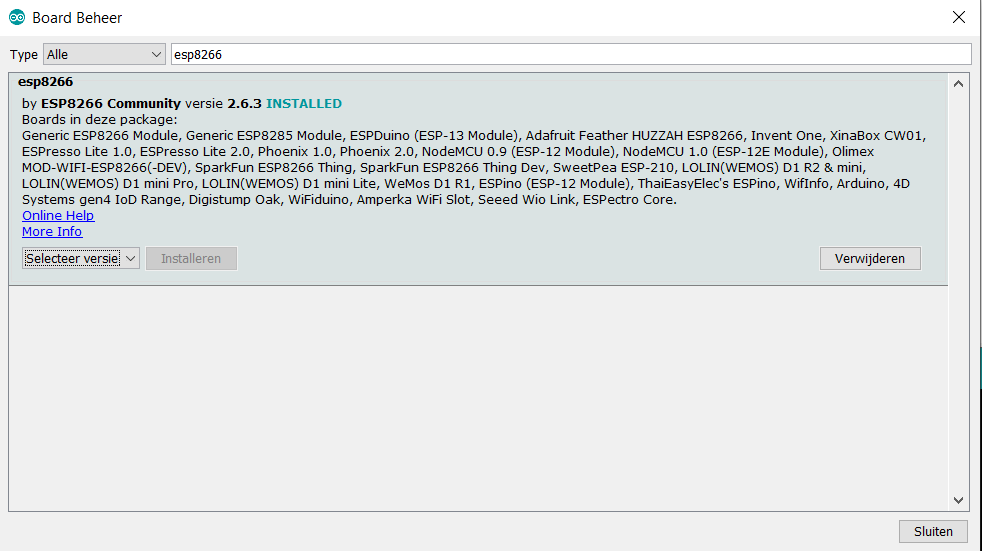 Board Beheer
Type Alle esp8266
esp8266
by ESP8266 Community versie 2.6.3 INSTALLED
Boards in deze package:
Generic ESP8266 Module, Generic ESP8285 Module, ESPDuino (ESP-13 Module), Adafruit Feather HUZZAH ESP8266, Invent One, XinaBox CW01,
ESPresso Lite 1.0, ESPresso Lite 2.0, Phoenix 1.0, Phoenix 2.0, NodeMCU 0.9 (ESP-12 Module), NodeMCU 1.0 (ESP-12E Module), Olimex
MOD-WIFI-ESP8266(-DEV), SparkFun ESP8266 Thing, SparkFun ESP8266 Thing Dev, SweetPea ESP-210, LOLIN(WEMOS) D1 R2 & mini,
LOLIN(WEMOS) D1 mini Pro, LOLIN(WEMOS) D1 mini Lite, WeMos D1 R1, ESPino (ESP-12 Module), ThaiEasyElec's ESPino, WifInfo, Arduino, 4D
Systems gen4 IoD Range, Digistump Oak, WiFiduino, Amperka WiFi Slot, Seeed Wio Link, ESPectro Core.
Online Help
More Info
Selecteer versie Installeren Verwijderen
Sluiten